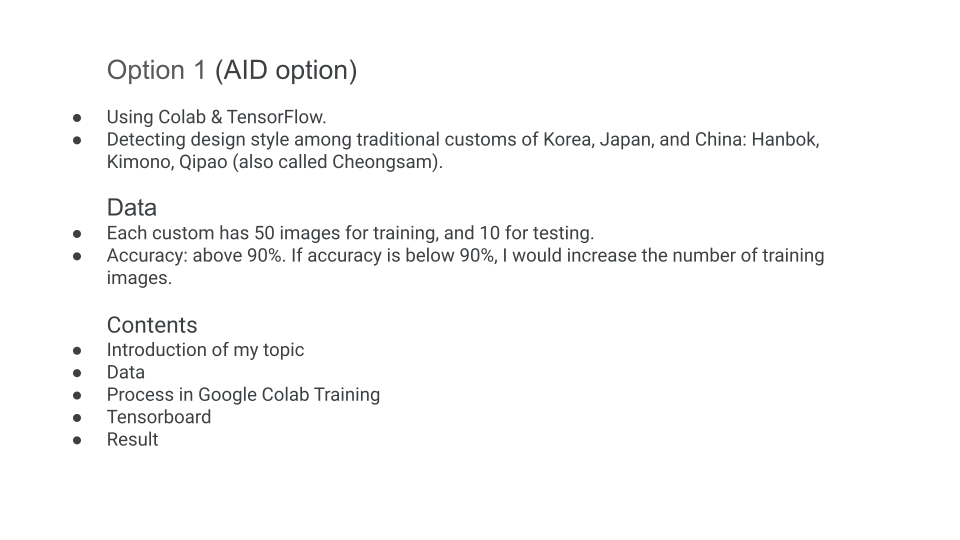 Option 1 (AID option)
● Using Colab & TensorFlow.
● Detecting design style among traditional customs of Korea, Japan, and China: Hanbok,
Kimono, Qipao (also called Cheongsam).
Data
● Each custom has 50 images for training, and 10 for testing.
● Accuracy: above 90%. If accuracy is below 90%, I would increase the number of training
images.
Contents
● Introduction of my topic
● Data
● Process in Google Colab Training
● Tensorboard
● Result